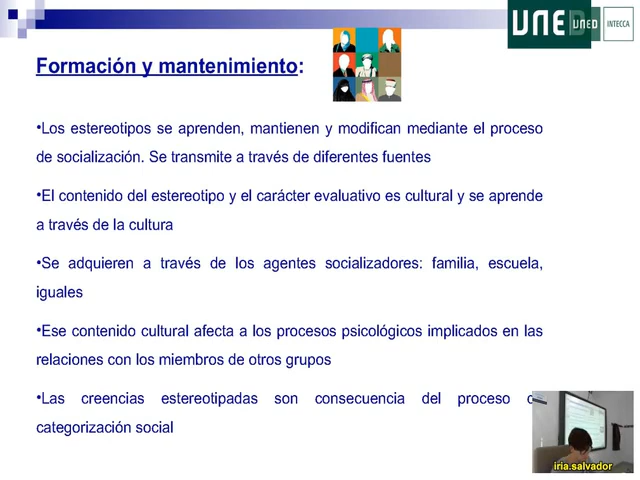 UNED
UNED
INTECCA
Formación y mantenimiento:
•Los estereotipos se aprenden, mantienen y modifican mediante el proceso
de socialización. Se transmite a través de diferentes fuentes
•El contenido del estereotipo y el carácter evaluativo es cultural y se aprende
a través de la cultura
•Se adquieren a través de los agentes socializadores: familia, escuela,
iguales
•Ese contenido cultural afecta a los procesos psicológicos implicados en las
relaciones con los miembros de otros grupos
•Las creencias estereotipadas son consecuencia del proceso
categorización social
iria.salvador